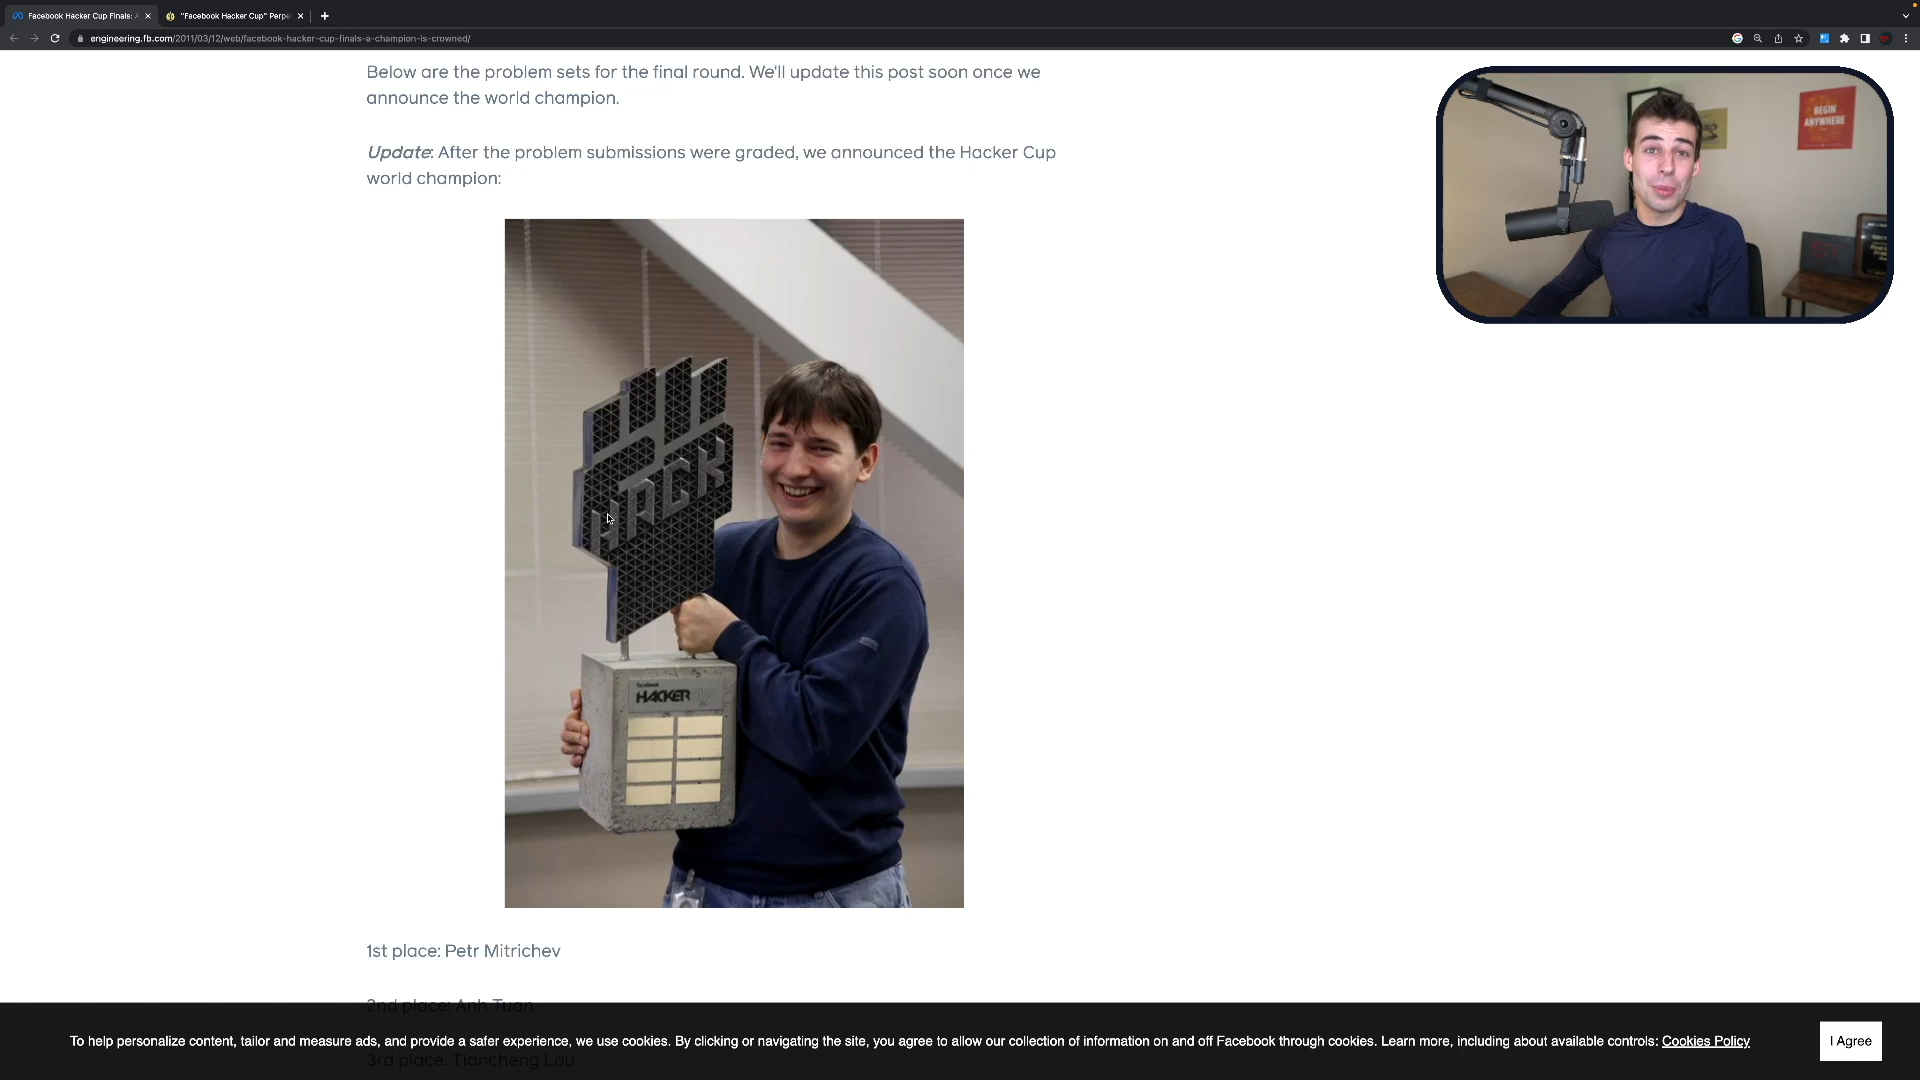 Facebook Hacker Cup Finals: A
"Facebook Hacker Cup" Perpe
engineering.fb.com/2011/03/12/web/facebook-hacker-cup-finals-a-champion-is-crowned/
Below are the problem sets for the final round. We'll update this post soon once we
announce the world champion.
Update: After the problem submissions were graded, we announced the Hacker Cup
world champion:
BEGIN
ANYWHERE
HACK
facebook
HACKER CUP
1st place: Petr Mitrichev
2nd place: Anh Tuan
To help personalize content, tailor and measure ads, and provide a safer experience, we use cookies. By clicking or navigating the site, you agree to allow our collection of information on and off Facebook through cookies. Learn more, including about available controls: Cookies Policy
I Agree
3rd place: Tiancheng Lou